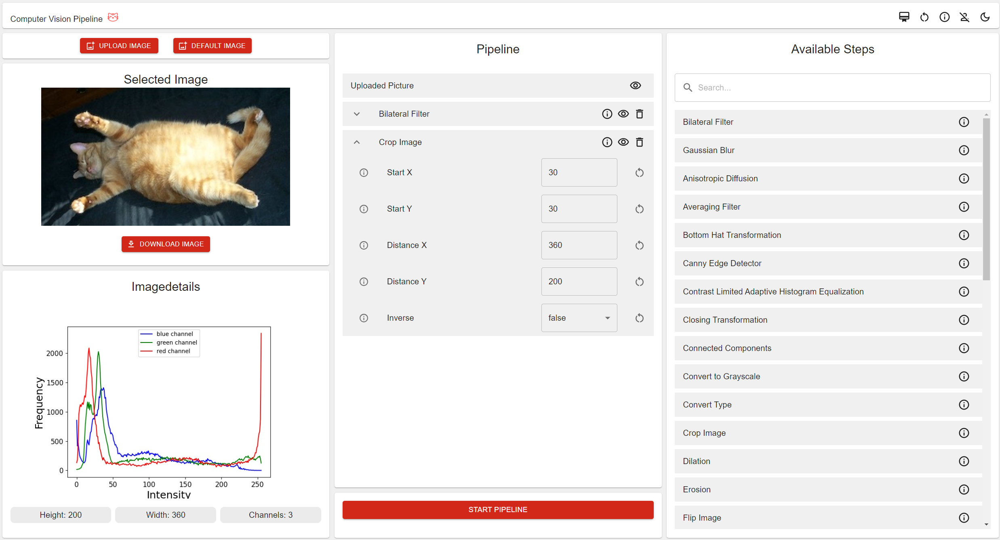 Computer Vision Pipeline
UPLOAD IMAGE
DEFAULT IMAGE
Selected Image
DOWNLOAD IMAGE
Imagedetails
blue channel
green channel
red channel
2000
1500
1000
500
0
Frequency
0 50 100 150 200 250
Intensity
Height: 200
Width: 360
Channels: 3
Pipeline
Uploaded Picture
Bilateral Filter
Crop Image
Start X 30
Start Y 30
Distance X 360
Distance Y 200
Inverse false
START PIPELINE
Available Steps
Search...
Bilateral Filter
Gaussian Blur
Anisotropic Diffusion
Averaging Filter
Bottom Hat Transformation
Canny Edge Detector
Contrast Limited Adaptive Histogram Equalization
Closing Transformation
Connected Components
Convert to Grayscale
Convert Type
Crop Image
Dilation
Erosion
Flip Image